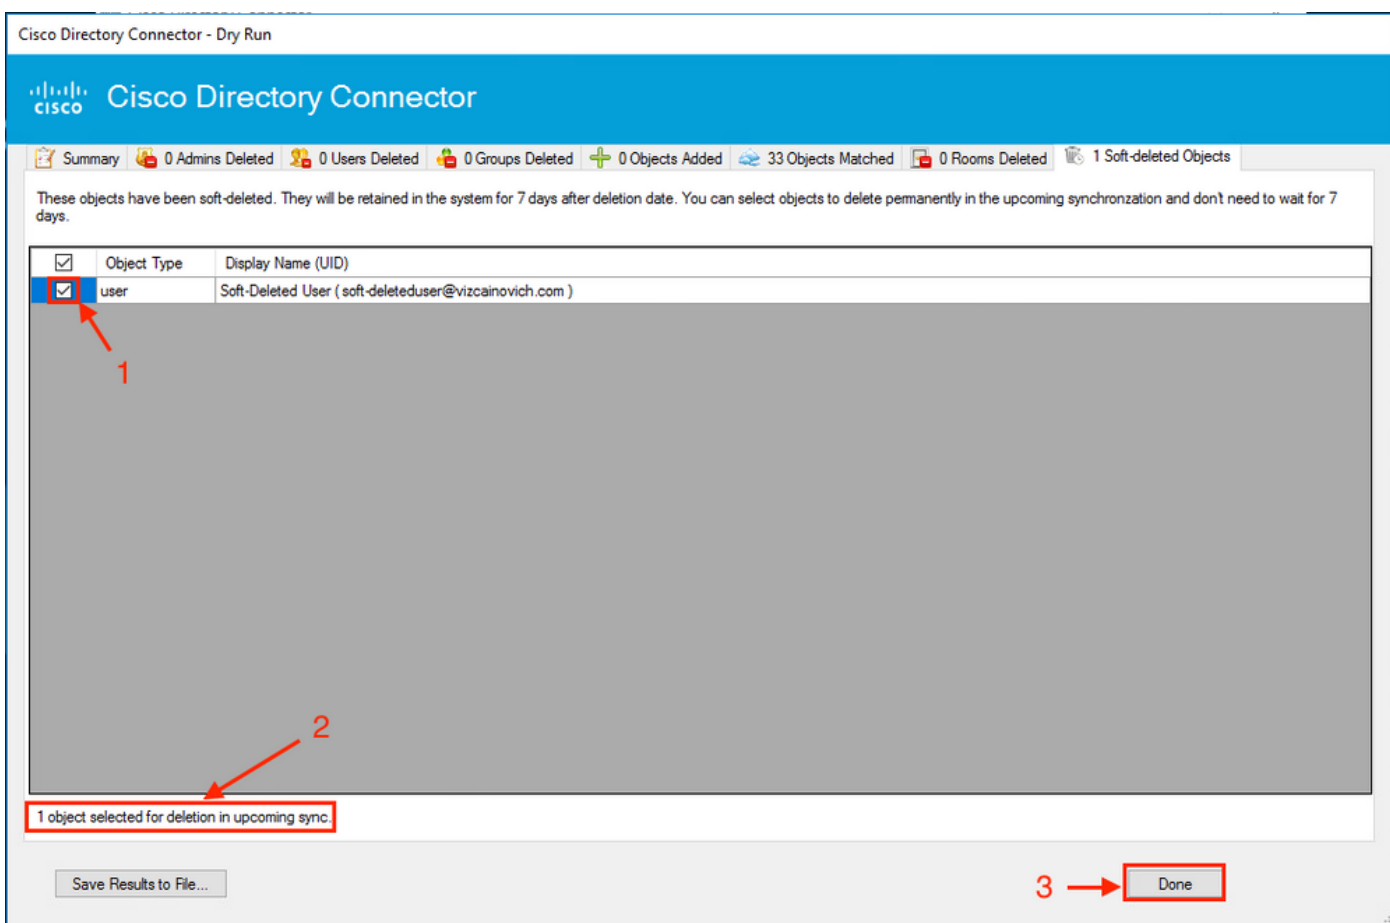 Cisco Directory Connector - Dry Run
cisco Cisco Directory Connector
Summary 0 Admins Deleted 0 Users Deleted 0 Groups Deleted 0 Objects Added 33 Objects Matched 0 Rooms Deleted 1 Soft-deleted Objects
These objects have been soft-deleted. They will be retained in the system for 7 days after deletion date. You can select objects to delete permanently in the upcoming synchronzation and don't need to wait for 7
days.
Object Type Display Name (UID)
user Soft-Deleted User ( soft-deleteduser@vizcainovich.com )
1
2
1 object selected for deletion in upcoming sync.
Save Results to File... 3 Done